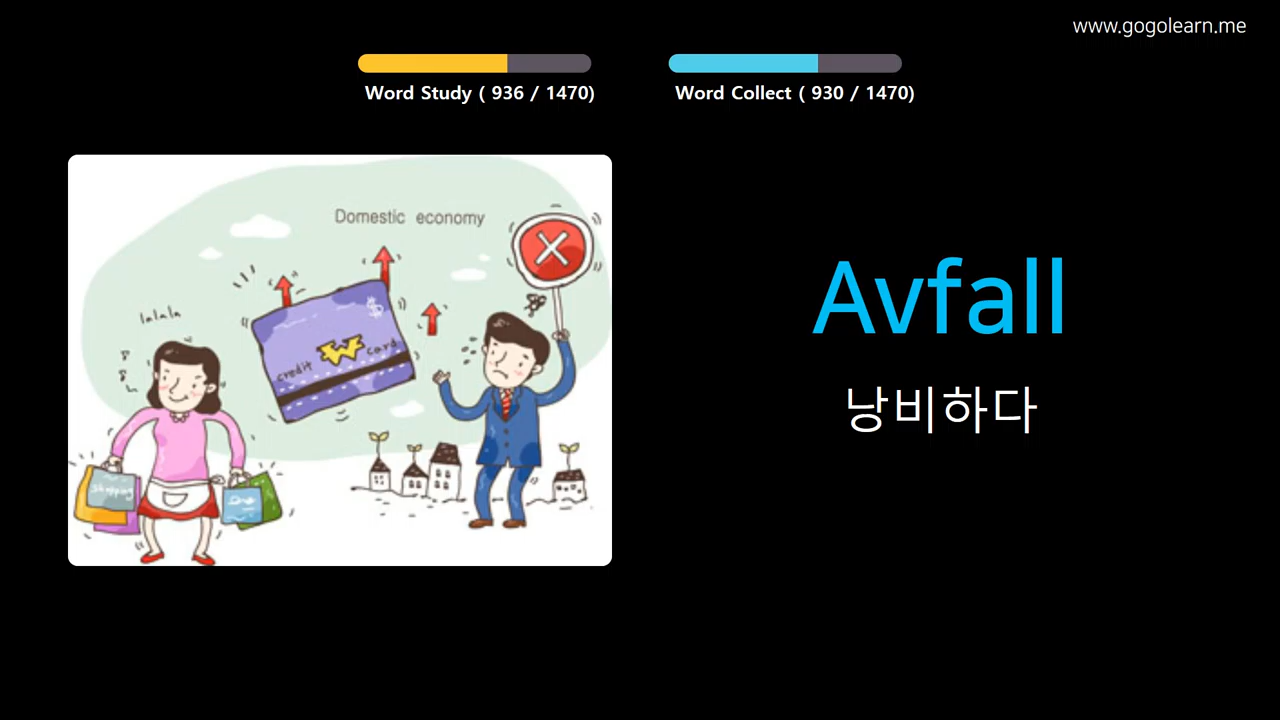 www.gogolearn.me
Word Study ( 936 / 1470)
Word Collect ( 930 / 1470)
Domestic economy
lalala
credit card
shopping
Avfall
낭비하다